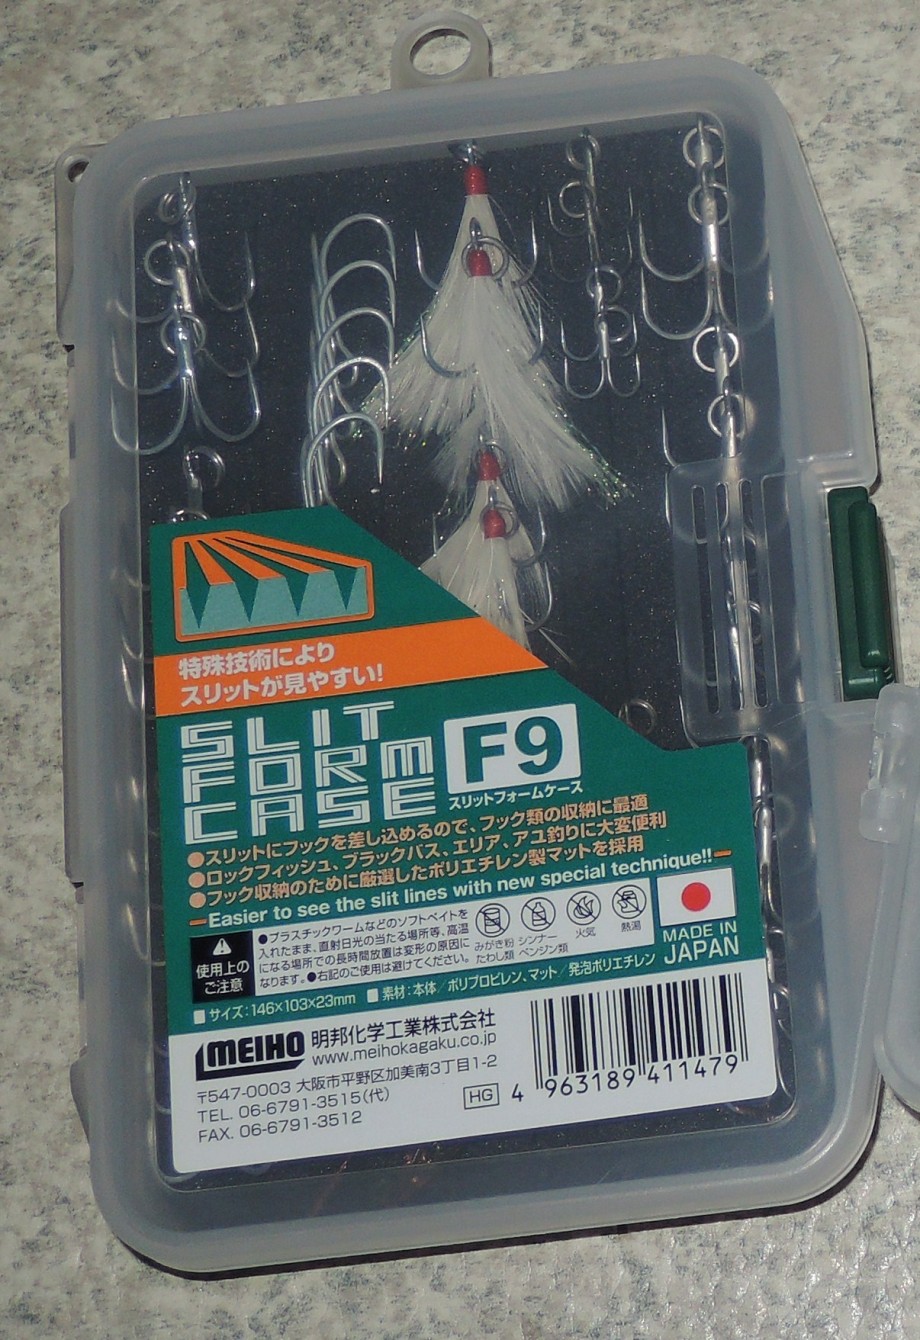 特殊技術により
スリットが見やすい!
SLIT
FORM
CASE
F9
スリットフォームケース
●スリットにフックを差し込めるので、フック類の収納に最適
●ロックフィッシュ、ブラックバス、エリア、アユ釣りに大変便利
●フック収納のために厳選したポリエチレン製マットを採用
Easier to see the slit lines with new special technique!!
使用上の
ご注意
●プラスチックワームなどのソフトベイトを
入れたまま、直射日光の当たる場所等、高温
になる場所での長時間放置は変形の原因に
なります。●右記のご使用は避けてください。
みがき粉
たわし類
シンナー
ベンジン類
火気
熱湯
MADE IN
JAPAN
■サイズ:146×103×23mm ■素材:本体/ポリプロピレン、マット/発泡ポリエチレン
MEIHO 明邦化学工業株式会社
www.meihokagaku.co.jp
〒547-0003 大阪市平野区加美南3丁目1-2
TEL. 06-6791-3515(代)
FAX. 06-6791-3512
HG
4 963189 411479